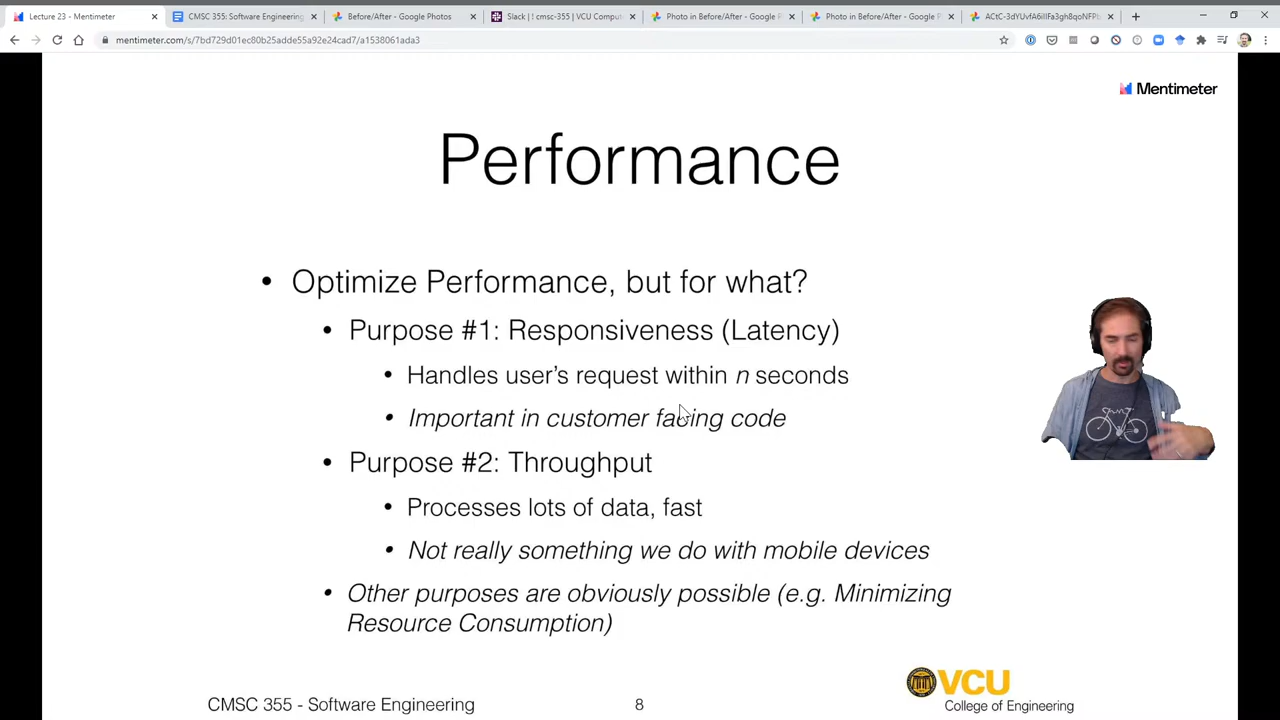 Lecture 23 - Mentimeter
CMSC 355: Software Engineering
Before/After - Google Photos
Slack | ! cmsc-355 | VCU Compute
Photo in Before/After - Google P
Photo in Before/After - Google P
mentimeter.com/s/7bd729d01ec80b25adde55a92e24cad7/a1538061ada3
Mentimeter
Performance
• Optimize Performance, but for what?
• Purpose #1: Responsiveness (Latency)
• Handles user's request within n seconds
• Important in customer facing code
• Purpose #2: Throughput
• Processes lots of data, fast
• Not really something we do with mobile devices
• Other purposes are obviously possible (e.g. Minimizing
Resource Consumption)
CMSC 355 - Software Engineering
8
VCU
College of Engineering